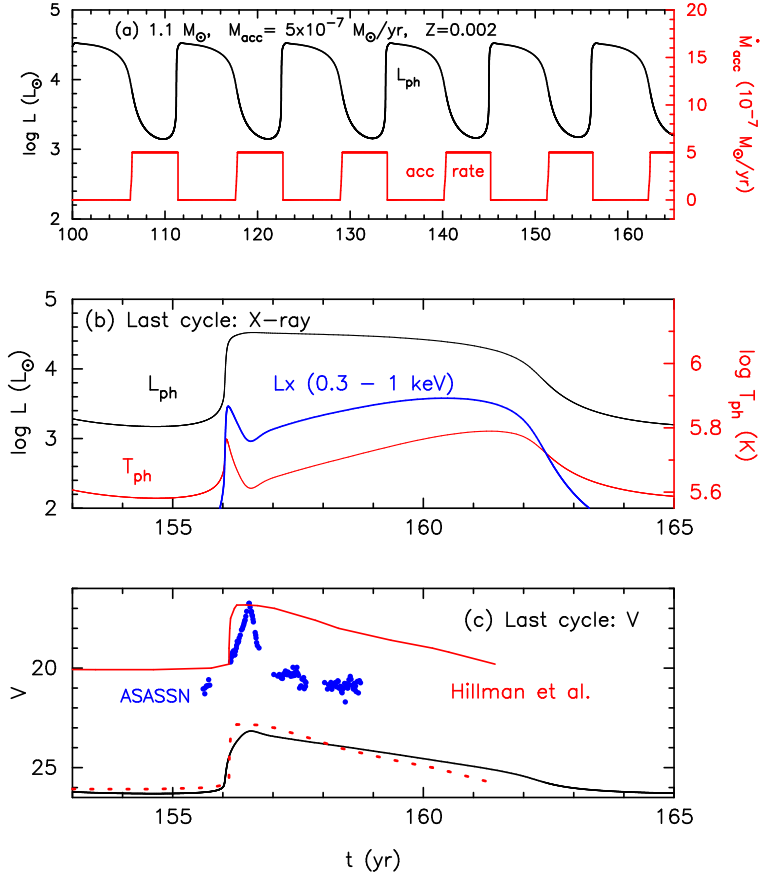 (a) 1.1 M⊙, Macc= 5x10⁻⁷ M⊙/yr, Z=0.002
5
4
3
2
log L (L⊙)
Lph
acc rate
20
15
10
5
0
Ṁacc (10⁻⁷ M⊙/yr)
100 110 120 130 140 150 160
(b) Last cycle: X-ray
5
4
3
2
log L (L⊙)
Lph
Lx (0.3 - 1 keV)
Tph
6
5.8
5.6
log Tph (K)
155 160 165
(c) Last cycle: V
20
25
V
ASASSN
Hillman et al.
155 160 165
t (yr)